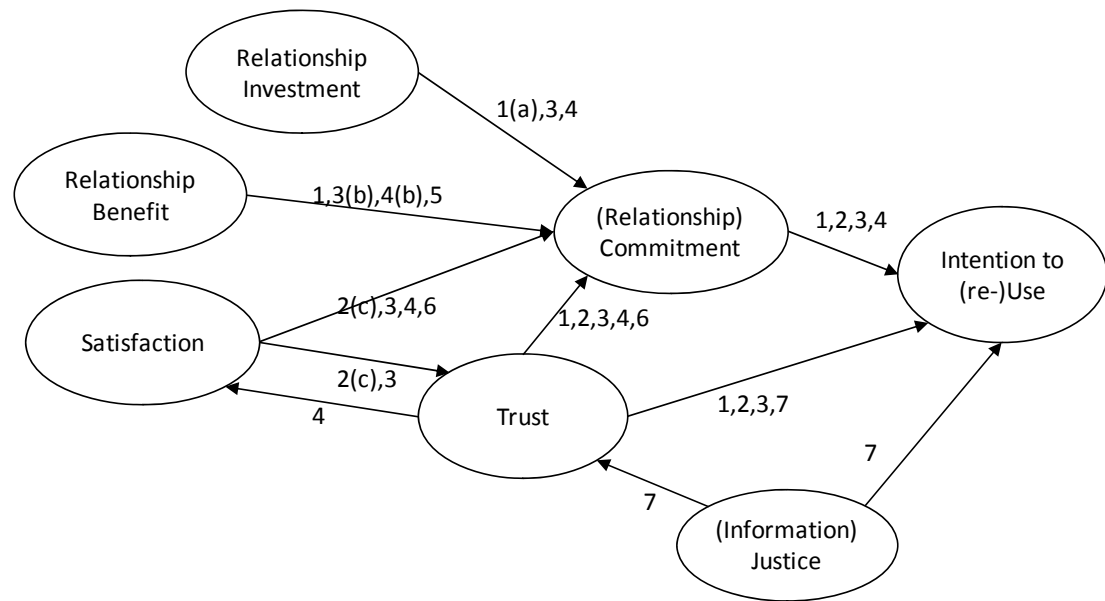 Relationship
Investment
1(a),3,4
Relationship
Benefit
1,3(b),4(b),5
(Relationship)
Commitment
1,2,3,4
Intention to
(re-)Use
2(c),3,4,6
1,2,3,4,6
Satisfaction
2(c),3
4
Trust
1,2,3,7
7
7
(Information)
Justice